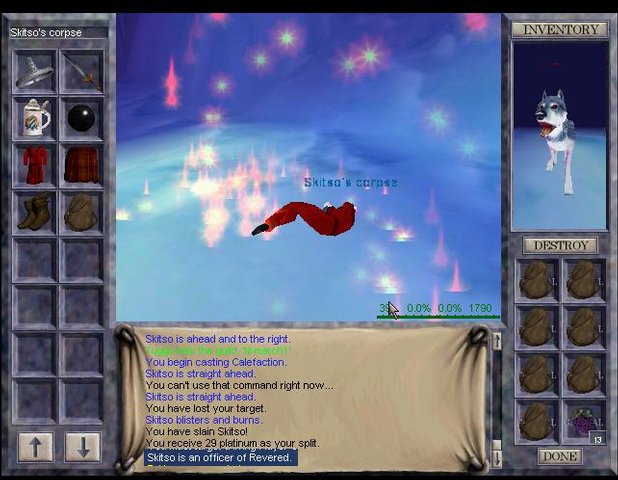 Skitso's corpse
INVENTORY
Skitso's corpse
DESTROY
0.0% 0.0% 1790
Skitso is ahead and to the right.
You begin casting Calefaction.
Skitso is straight ahead.
You can't use that command right now...
Skitso is straight ahead.
You have lost your target.
Skitso blisters and burns.
You have slain Skitso!
You receive 29 platinum as your split.
Skitso is an officer of Revered.
13
DONE